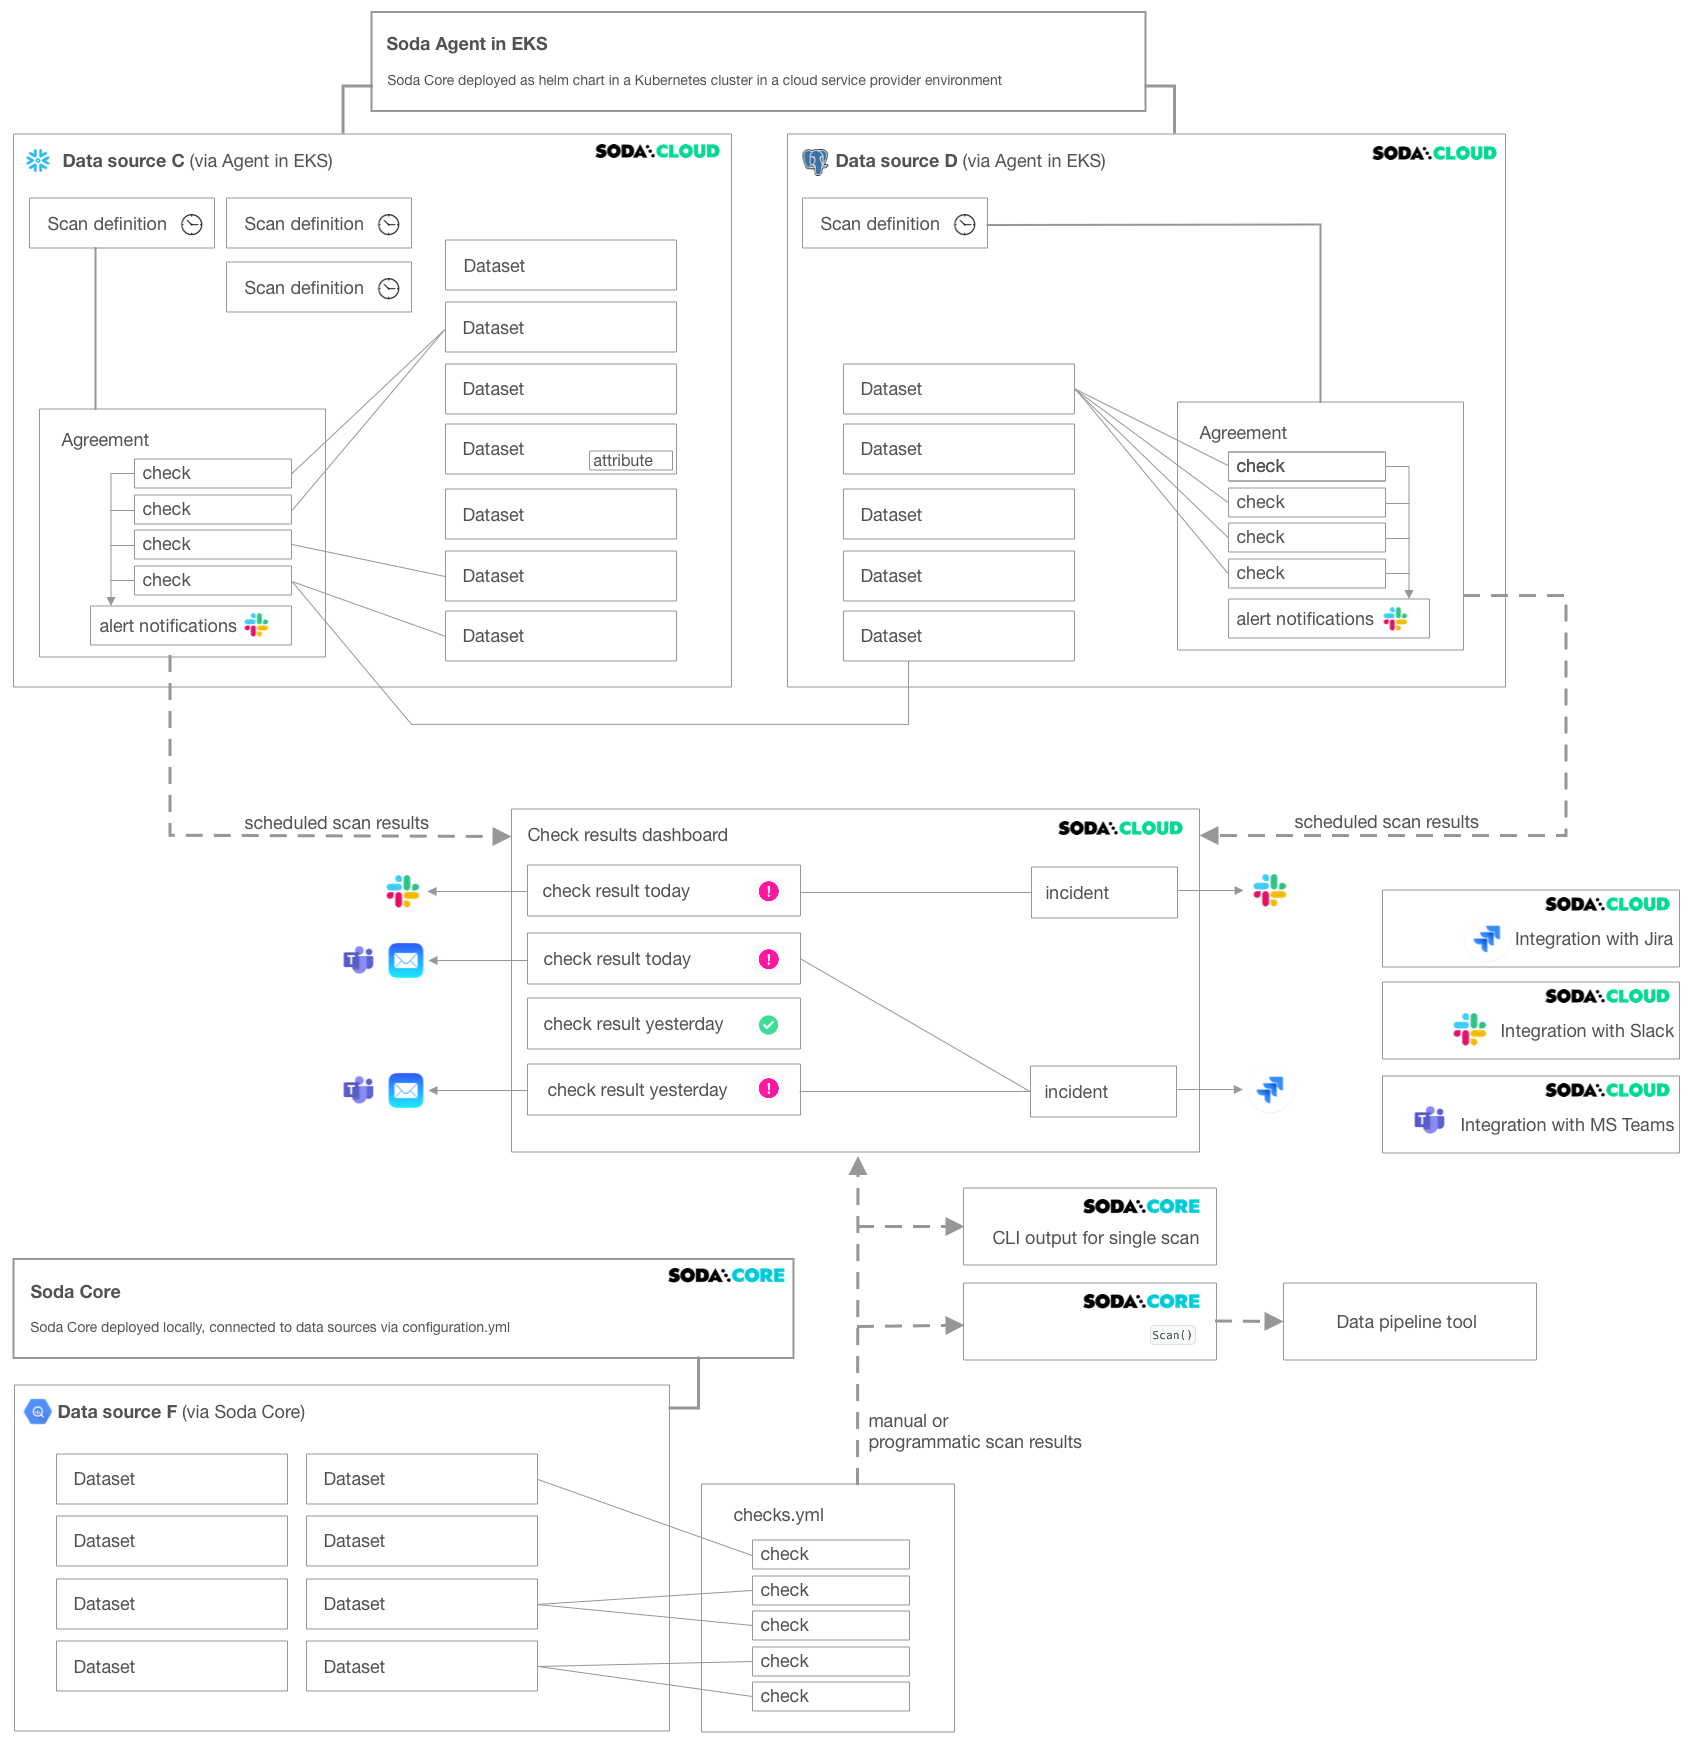 Soda Agent in EKS
Soda Core deployed as helm chart in a Kubernetes cluster in a cloud service provider environment
Data source C (via Agent in EKS)
SODA CLOUD
Scan definition
Scan definition
Scan definition
Dataset
Dataset
Dataset
Dataset
attribute
Dataset
Dataset
Dataset
Agreement
check
check
check
check
alert notifications
Data source D (via Agent in EKS)
SODA CLOUD
Scan definition
Dataset
Dataset
Dataset
Dataset
Dataset
Agreement
check
check
check
check
alert notifications
scheduled scan results
scheduled scan results
Check results dashboard
SODA CLOUD
check result today
incident
check result today
check result yesterday
check result yesterday
incident
SODA CLOUD
Integration with Jira
SODA CLOUD
Integration with Slack
SODA CLOUD
T
Integration with MS Teams
T
T
SODA CORE
CLI output for single scan
SODA CORE
Scan()
Data pipeline tool
manual or
programmatic scan results
SODA CORE
Soda Core
Soda Core deployed locally, connected to data sources via configuration.yml
Data source F (via Soda Core)
Dataset
Dataset
Dataset
Dataset
Dataset
Dataset
Dataset
Dataset
checks.yml
check
check
check
check
check